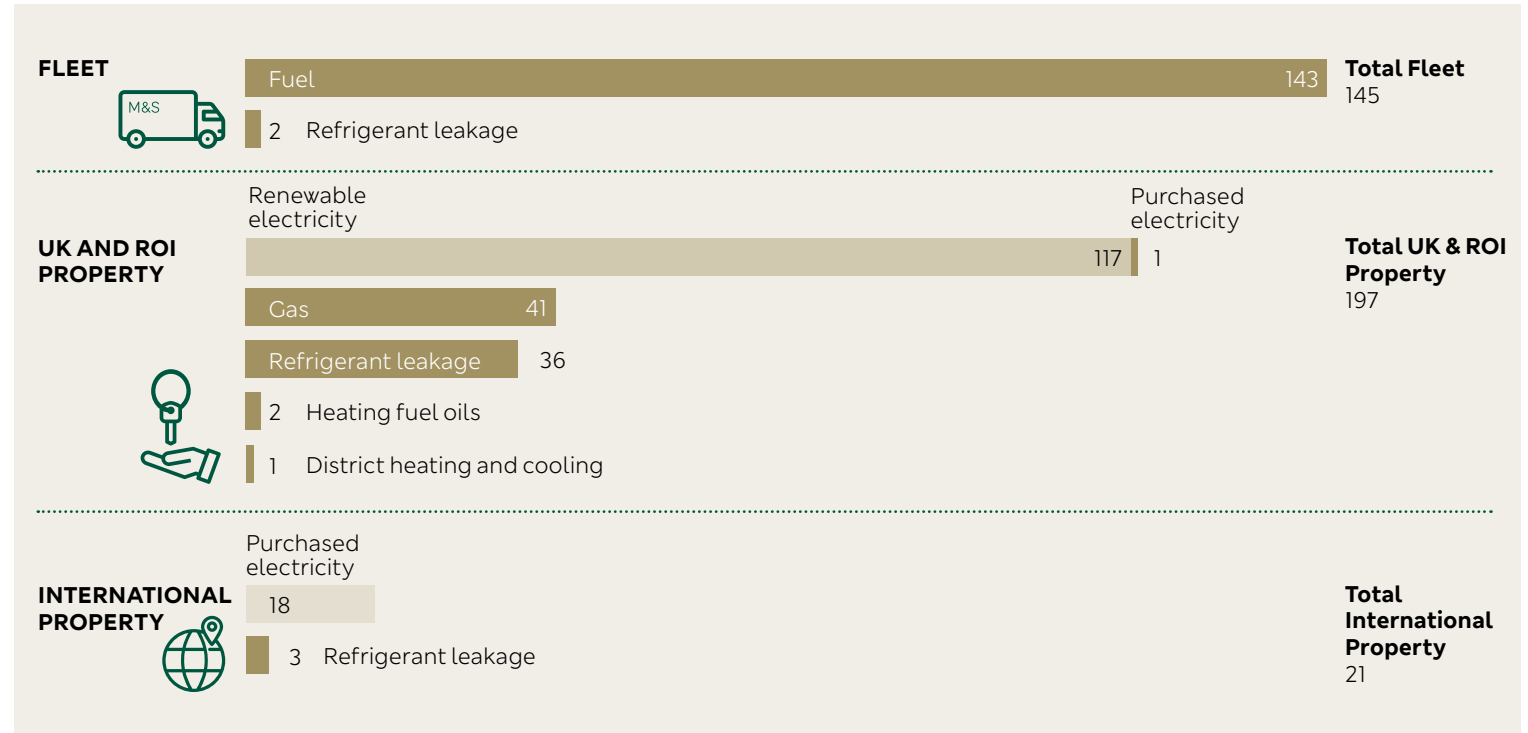 FLEET
M&S
Fuel
143
2
Refrigerant leakage
Total Fleet
145
UK AND ROI
PROPERTY
Renewable
electricity
117
Purchased
electricity
1
Gas
41
Refrigerant leakage
36
2
Heating fuel oils
1
District heating and cooling
Total UK & ROI
Property
197
INTERNATIONAL
PROPERTY
Purchased
electricity
18
3
Refrigerant leakage
Total
International
Property
21